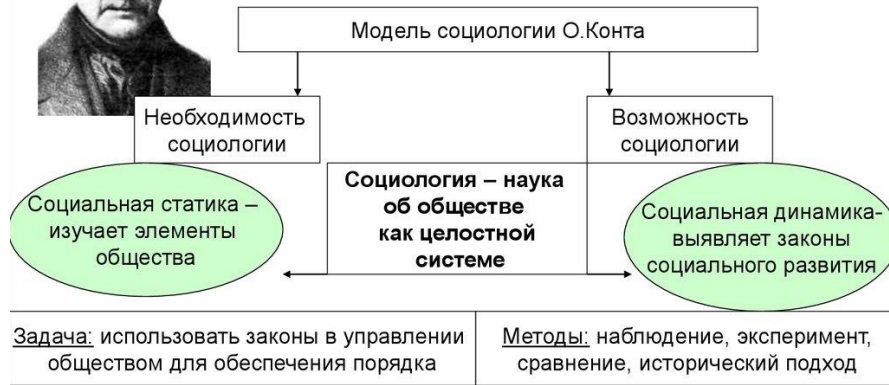 Модель социологии О.Конта
Необходимость
социологии
Возможность
социологии
Социология – наука
об обществе
как целостной
системе
Социальная статика –
изучает элементы
общества
Социальная динамика-
выявляет законы
социального развития
Задача: использовать законы в управлении
обществом для обеспечения порядка
Методы: наблюдение, эксперимент,
сравнение, исторический подход